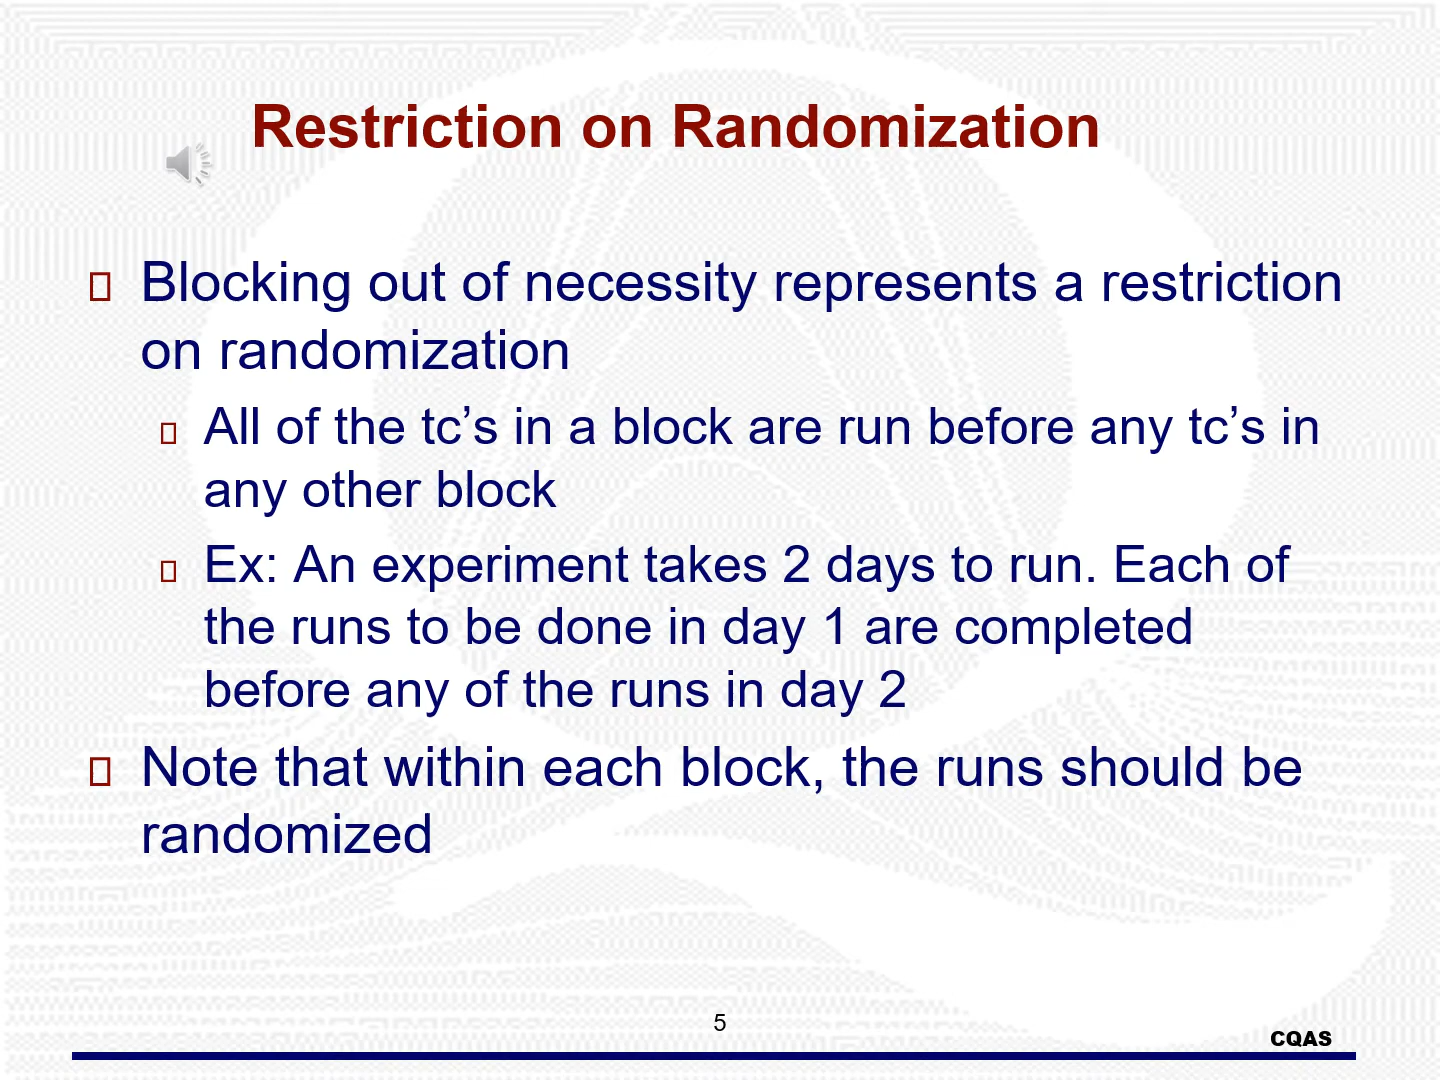 Restriction on Randomization
Blocking out of necessity represents a restriction
on randomization
All of the tc’s in a block are run before any tc’s in
any other block
Ex: An experiment takes 2 days to run. Each of
the runs to be done in day 1 are completed
before any of the runs in day 2
Note that within each block, the runs should be
randomized
5
CQAS